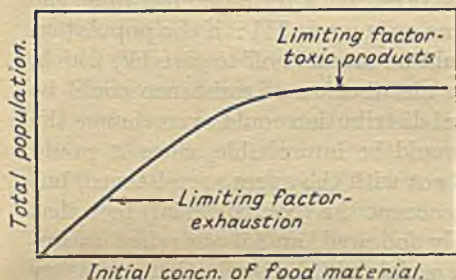 Limiting factor-
toxic products
Total population.
Limiting factor-
exhaustion
Initial concn. of food material.